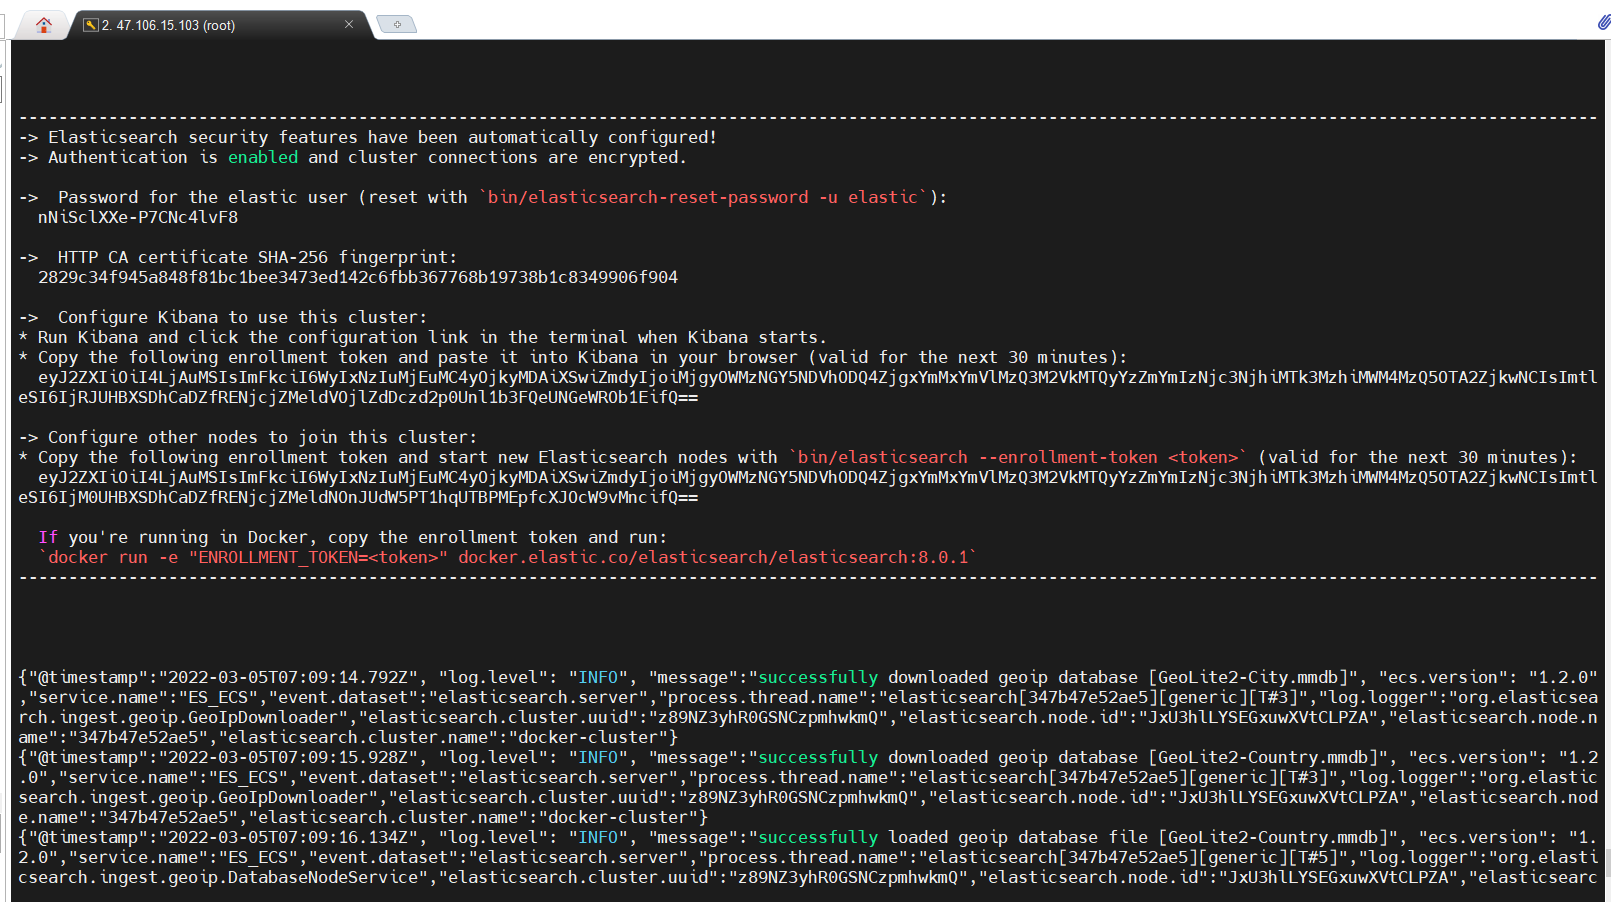 2. 47.106.15.103 (root)
--------------------------------------------------------------------------------------------------------------------------------------------------------------
-> Elasticsearch security features have been automatically configured!
-> Authentication is enabled and cluster connections are encrypted.
->  Password for the elastic user (reset with `bin/elasticsearch-reset-password -u elastic`):
  nNiSclXXe-P7CNc4lvF8
->  HTTP CA certificate SHA-256 fingerprint:
  2829c34f945a848f81bc1bee3473ed142c6fbb367768b19738b1c8349906f904
->  Configure Kibana to use this cluster:
* Run Kibana and click the configuration link in the terminal when Kibana starts.
* Copy the following enrollment token and paste it into Kibana in your browser (valid for the next 30 minutes):
  eyJ2ZXIiOiI4LjAuMSIsImFkciI6WyIxNzIuMjEuMC4yOjkyMDAiXSwiZmdyIjoiMjgyOWMzNGY5NDVhODQ4ZjgxYmMxYmVlMzQ3M2VkMTQyYzZmYmIzNjc3NjhiMTk3MzhiMWM4MzQ5OTA2ZjkwNCIsImtl
eSI6IjRJUHBXSDhCaDZfRENjcjZMeldVOjlZdDczd2p0Unl1b3FQeUNGeWROb1EifQ==
-> Configure other nodes to join this cluster:
* Copy the following enrollment token and start new Elasticsearch nodes with `bin/elasticsearch --enrollment-token <token>` (valid for the next 30 minutes):
  eyJ2ZXIiOiI4LjAuMSIsImFkciI6WyIxNzIuMjEuMC4yOjkyMDAiXSwiZmdyIjoiMjgyOWMzNGY5NDVhODQ4ZjgxYmMxYmVlMzQ3M2VkMTQyYzZmYmIzNjc3NjhiMTk3MzhiMWM4MzQ5OTA2ZjkwNCIsImtl
eSI6IjM0UHBXSDhCaDZfRENjcjZMeldNOnJUdW5PT1hqUTBPMEpfcXJOcW9vMncifQ==
  If you're running in Docker, copy the enrollment token and run:
  `docker run -e "ENROLLMENT_TOKEN=<token>" docker.elastic.co/elasticsearch/elasticsearch:8.0.1`
--------------------------------------------------------------------------------------------------------------------------------------------------------------
{"@timestamp":"2022-03-05T07:09:14.792Z", "log.level": "INFO", "message":"successfully downloaded geoip database [GeoLite2-City.mmdb]", "ecs.version": "1.2.0"
,"service.name":"ES_ECS","event.dataset":"elasticsearch.server","process.thread.name":"elasticsearch[347b47e52ae5][generic][T#3]","log.logger":"org.elasticsea
rch.ingest.geoip.GeoIpDownloader","elasticsearch.cluster.uuid":"z89NZ3yhR0GSNCzpmhwkmQ","elasticsearch.node.id":"JxU3hlLYSEGxuwXVtCLPZA","elasticsearch.node.n
ame":"347b47e52ae5","elasticsearch.cluster.name":"docker-cluster"}
{"@timestamp":"2022-03-05T07:09:15.928Z", "log.level": "INFO", "message":"successfully downloaded geoip database [GeoLite2-Country.mmdb]", "ecs.version": "1.2
.0","service.name":"ES_ECS","event.dataset":"elasticsearch.server","process.thread.name":"elasticsearch[347b47e52ae5][generic][T#3]","log.logger":"org.elastic
search.ingest.geoip.GeoIpDownloader","elasticsearch.cluster.uuid":"z89NZ3yhR0GSNCzpmhwkmQ","elasticsearch.node.id":"JxU3hlLYSEGxuwXVtCLPZA","elasticsearch.nod
e.name":"347b47e52ae5","elasticsearch.cluster.name":"docker-cluster"}
{"@timestamp":"2022-03-05T07:09:16.134Z", "log.level": "INFO", "message":"successfully loaded geoip database file [GeoLite2-Country.mmdb]", "ecs.version": "1.
2.0","service.name":"ES_ECS","event.dataset":"elasticsearch.server","process.thread.name":"elasticsearch[347b47e52ae5][generic][T#5]","log.logger":"org.elasti
csearch.ingest.geoip.DatabaseNodeService","elasticsearch.cluster.uuid":"z89NZ3yhR0GSNCzpmhwkmQ","elasticsearch.node.id":"JxU3hlLYSEGxuwXVtCLPZA","elasticsearc